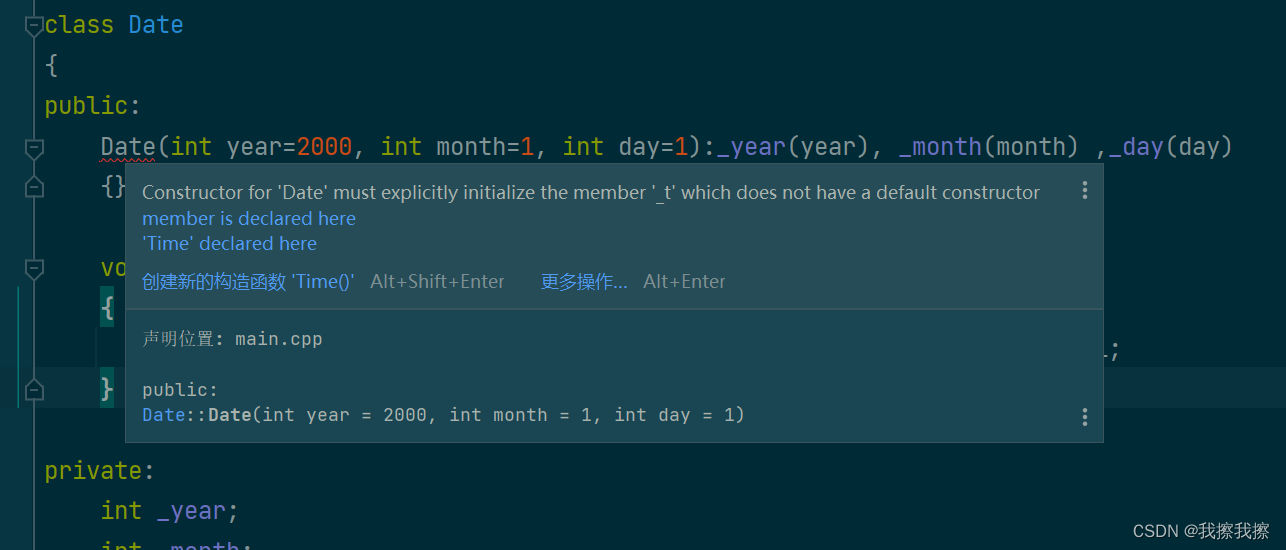 class Date
{
public:
Date(int year=2000, int month=1, int day=1):_year(year), _month(month) ,_day(day)
{}
Constructor for 'Date' must explicitly initialize the member '_t' which does not have a default constructor
member is declared here
'Time' declared here
vo
创建新的构造函数 'Time()' Alt+Shift+Enter 更多操作... Alt+Enter
{
声明位置: main.cpp
;
public:
}
Date::Date(int year = 2000, int month = 1, int day = 1)
private:
int _year;
int _month;
CSDN @我擦我擦